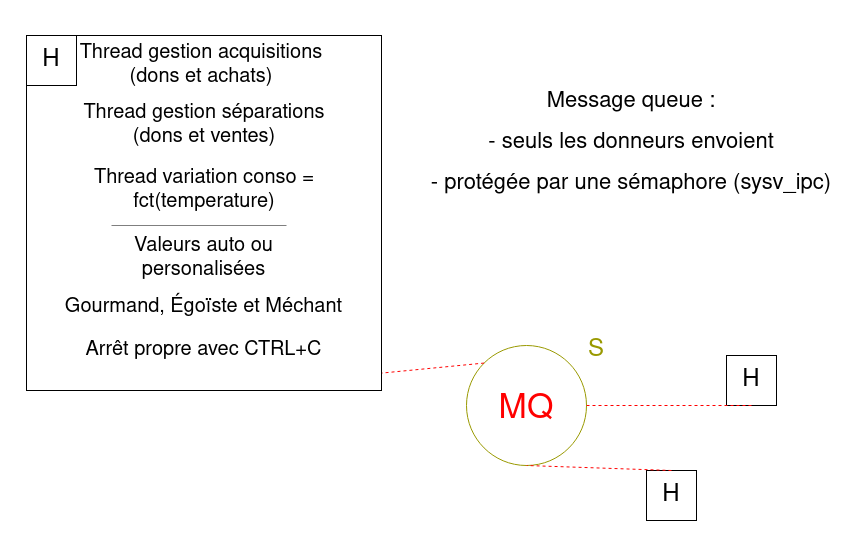 H
Thread gestion acquisitions
(dons et achats)
Thread gestion séparations
(dons et ventes)
Thread variation conso =
fct(temperature)
Valeurs auto ou
personalisées
Gourmand, Égoïste et Méchant
Arrêt propre avec CTRL+C
Message queue :
- seuls les donneurs envoient
- protégée par une sémaphore (sysv_ipc)
S
MQ
H
H